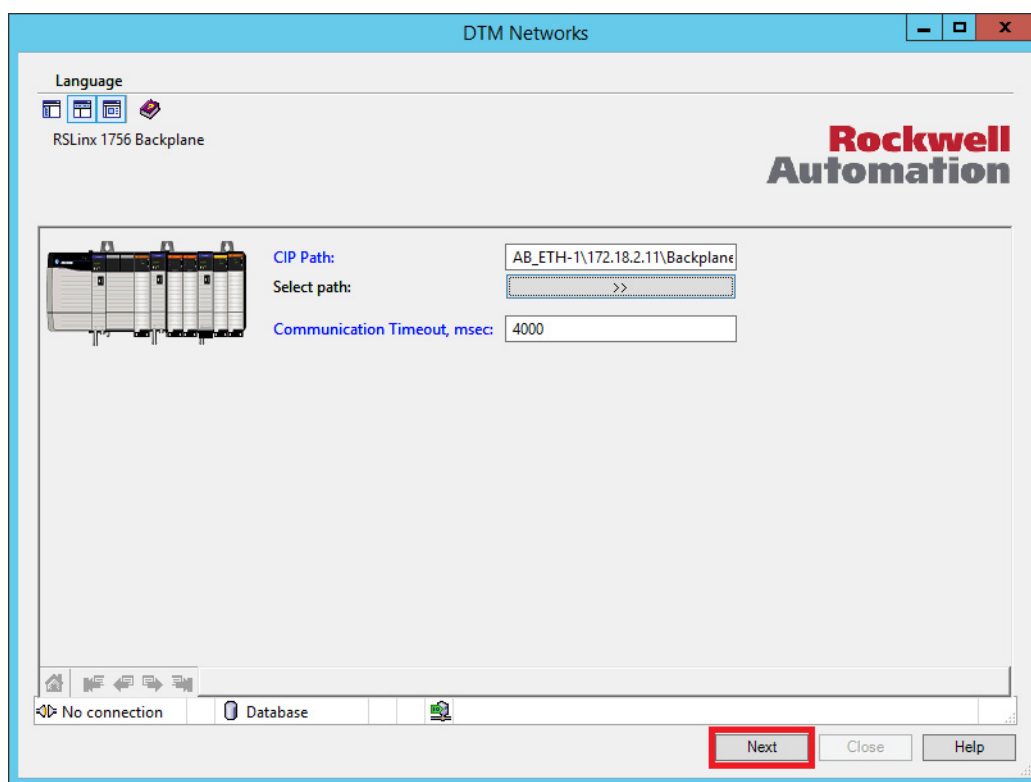 DTM Networks
Language
RSLinx 1756 Backplane
Rockwell
Automation
CIP Path: AB_ETH-1\172.18.2.11\Backplane
Select path: >>
Communication Timeout, msec: 4000
No connection Database
Next Close Help